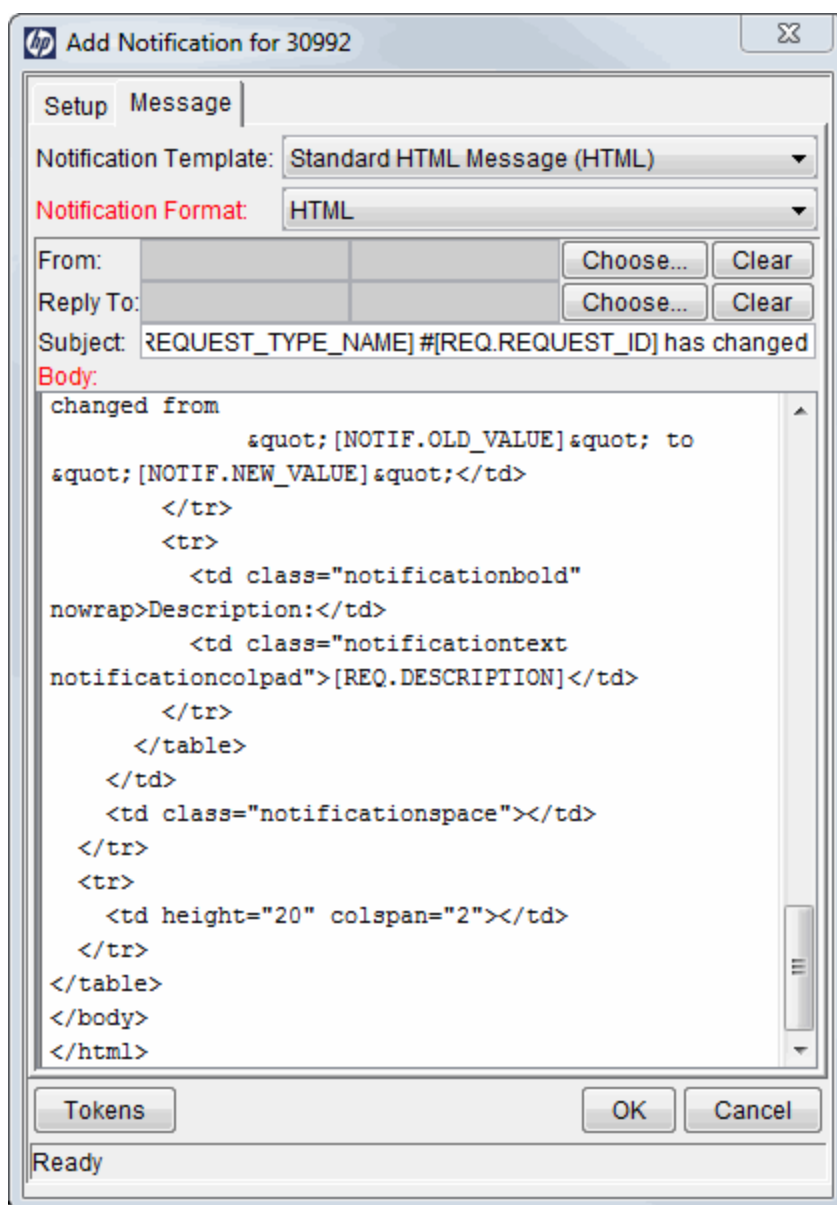 hp Add Notification for 30992
Setup Message
Notification Template: Standard HTML Message (HTML)
Notification Format: HTML
From: Choose... Clear
Reply To: Choose... Clear
Subject: REQUEST_TYPE_NAME] #[REQ.REQUEST_ID] has changed
Body:
changed from
&quot;[NOTIF.OLD_VALUE]&quot; to
&quot;[NOTIF.NEW_VALUE]&quot;</td>
</tr>
<tr>
<td class="notificationbold"
nowrap>Description:</td>
<td class="notificationtext
notificationcolpad">[REQ.DESCRIPTION]</td>
</tr>
</table>
</td>
<td class="notificationspace"></td>
</tr>
<tr>
<td height="20" colspan="2"></td>
</tr>
</table>
</body>
</html>
Tokens OK Cancel
Ready